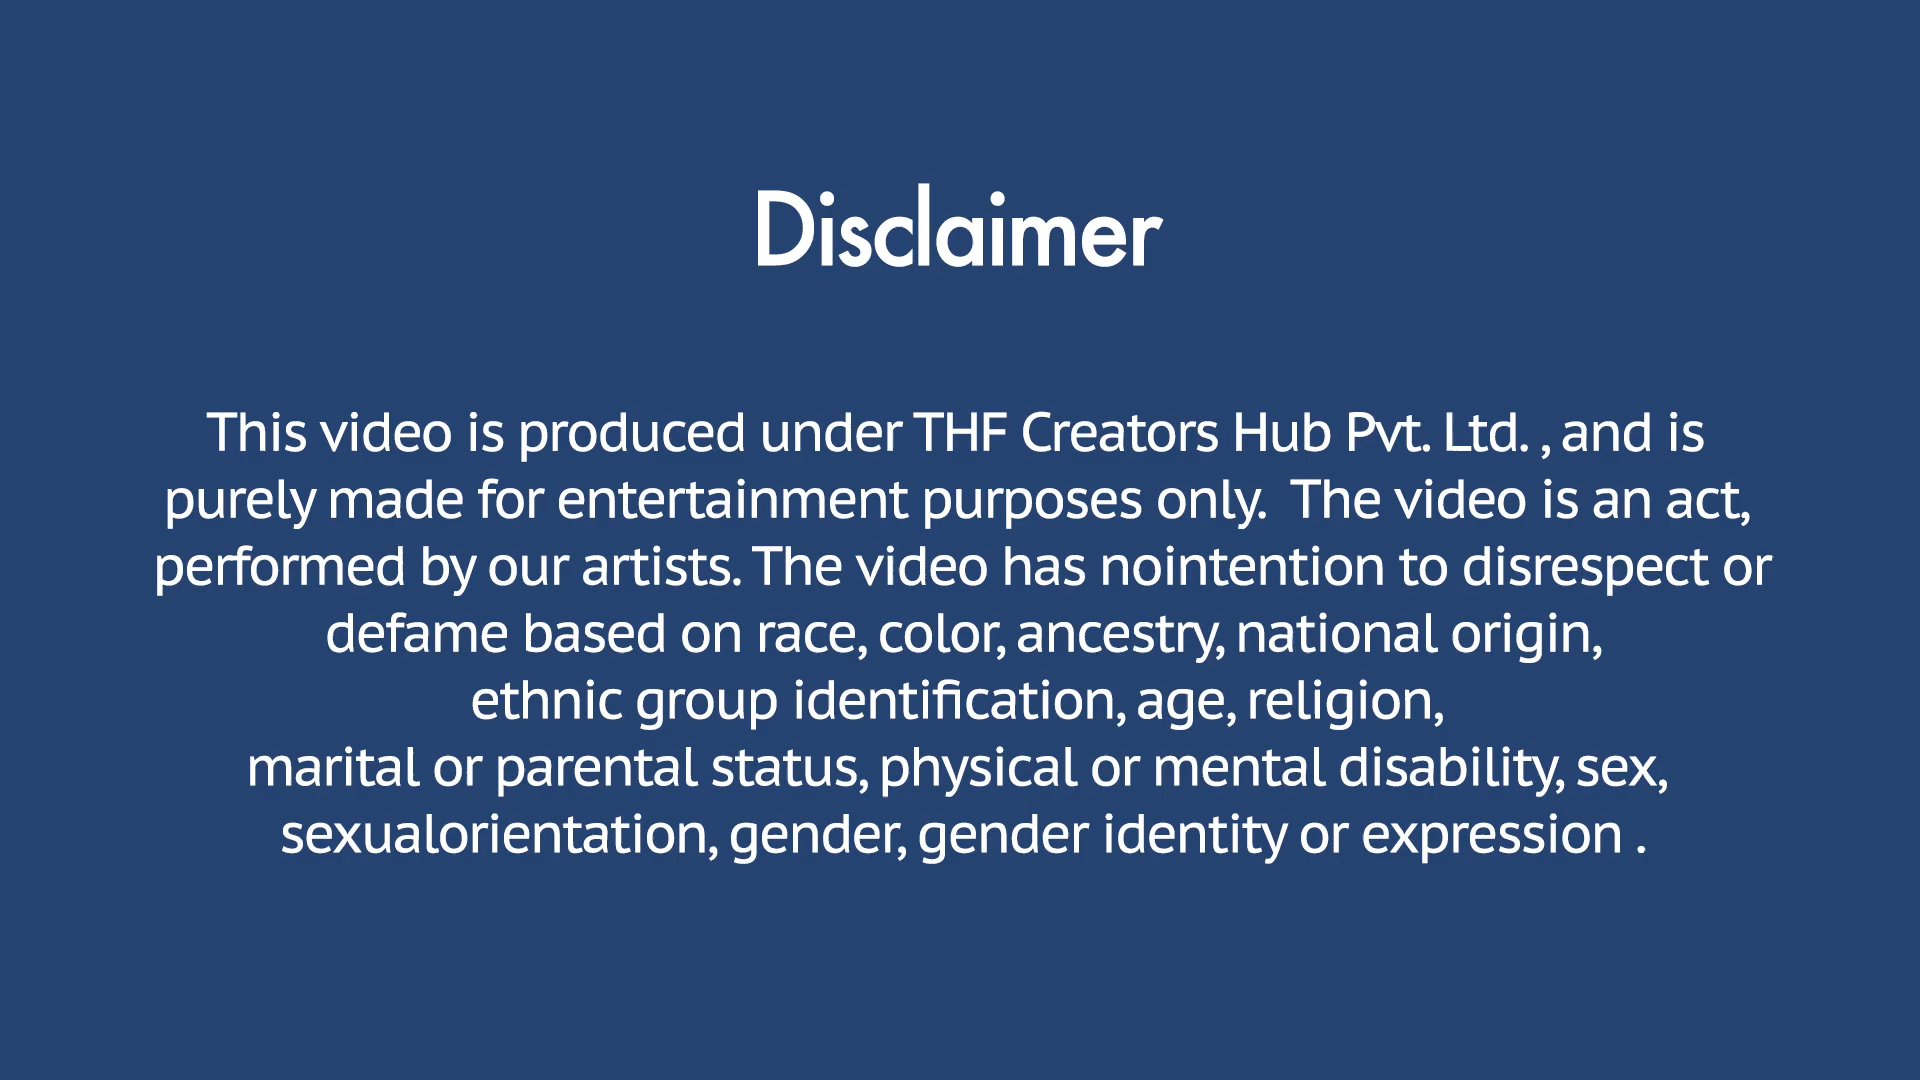 Disclaimer
This video is produced under THF Creators Hub Pvt. Ltd. , and is
purely made for entertainment purposes only.  The video is an act,
performed by our artists. The video has nointention to disrespect or
defame based on race, color, ancestry, national origin,
ethnic group identification, age, religion,
marital or parental status, physical or mental disability, sex,
sexualorientation, gender, gender identity or expression .